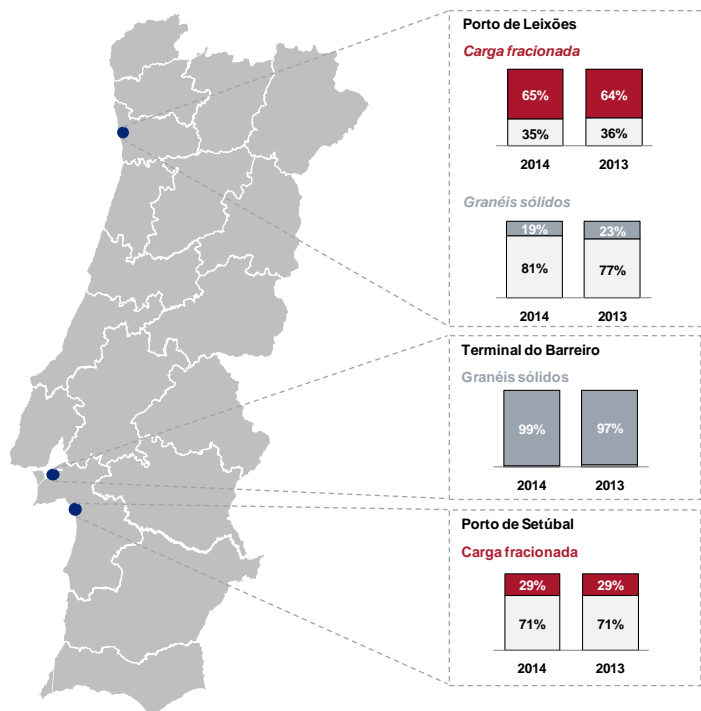 Porto de Leixões
Carga fracionada
65% 64%
35% 36%
2014 2013
Granéis sólidos
19% 23%
81% 77%
2014 2013
Terminal do Barreiro
Granéis sólidos
99% 97%
2014 2013
Porto de Setúbal
Carga fracionada
29% 29%
71% 71%
2014 2013